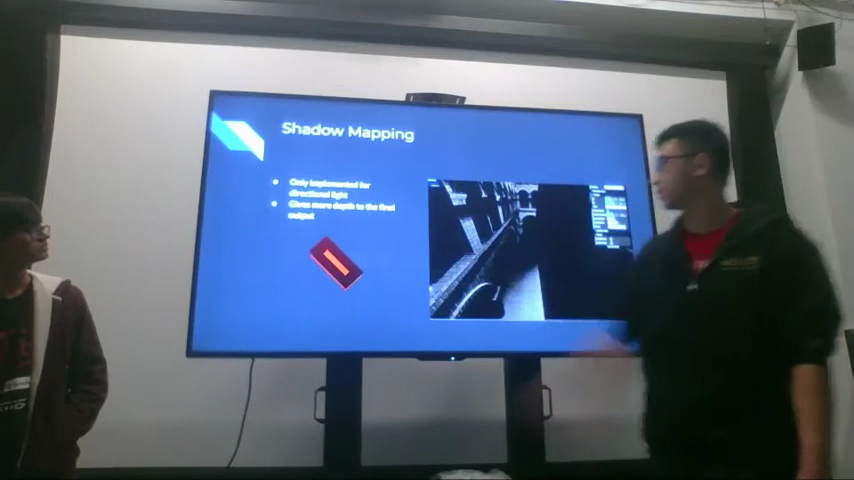 Shadow Mapping
Only implemented for
directional light
Gives more depth to the final
output